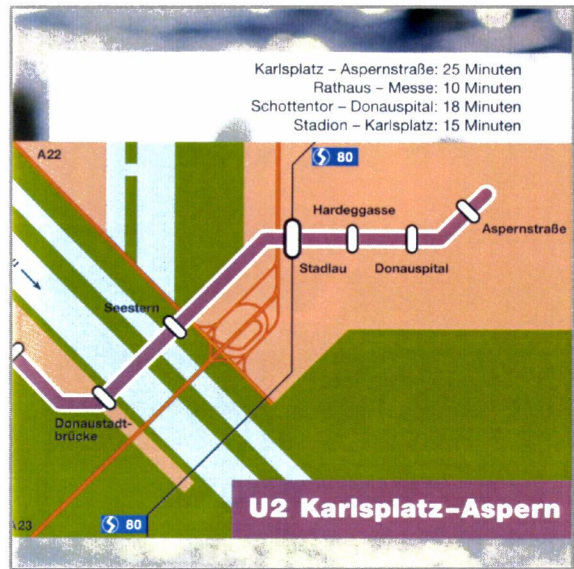 Karlsplatz – Aspernstraße: 25 Minuten
Rathaus – Messe: 10 Minuten
Schottentor – Donauspital: 18 Minuten
Stadion – Karlsplatz: 15 Minuten
A22
S 80
Hardeggasse
Aspernstraße
Stadlau
Donauspital
Seestern
Donaustadt-
brücke
A23
S 80
U2 Karlsplatz–Aspern